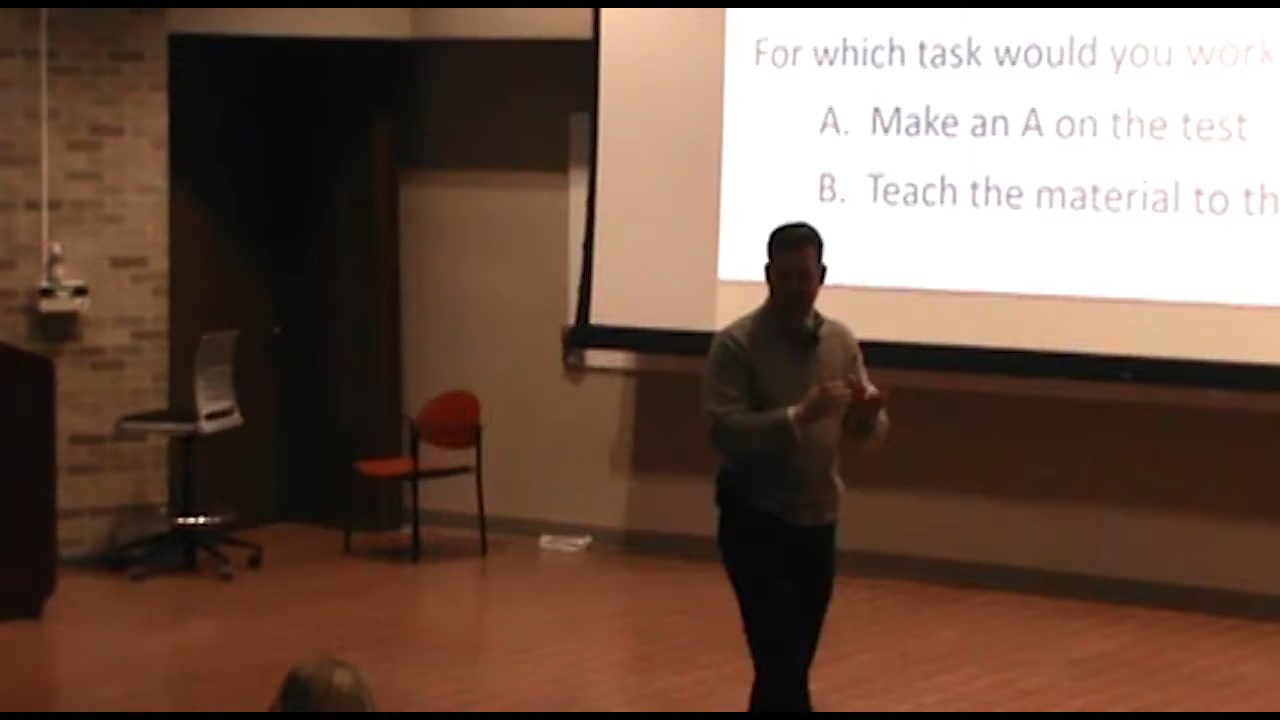 For which task would you work
A. Make an A on the test
B. Teach the material to th